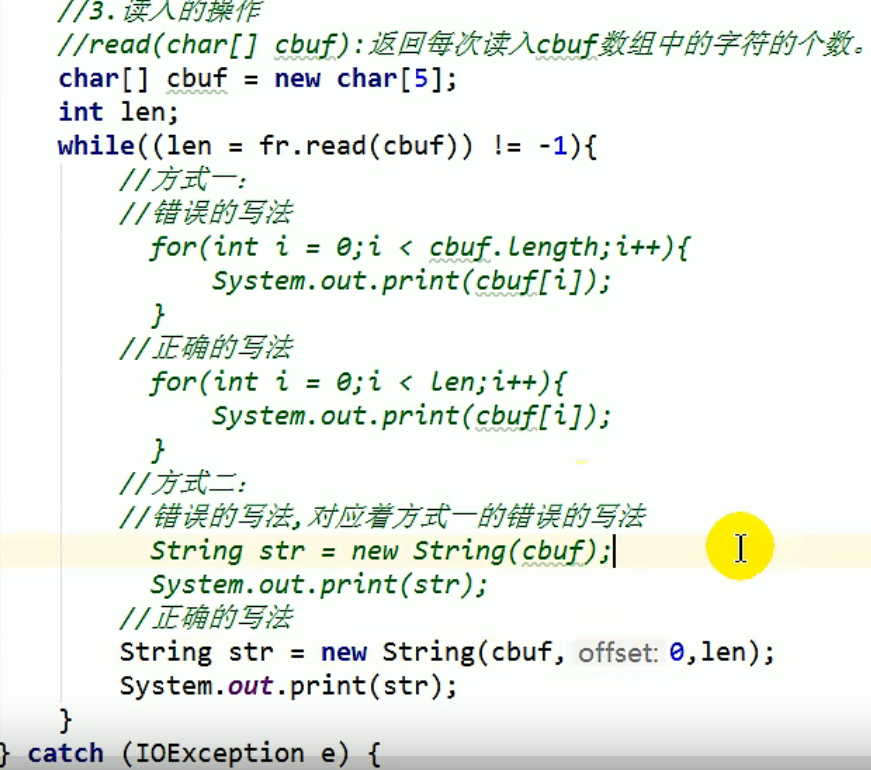 //3.读入的操作
//read(char[] cbuf):返回每次读入cbuf数组中的字符的个数。
char[] cbuf = new char[5];
int len;
while((len = fr.read(cbuf)) != -1){
//方式一：
//错误的写法
for(int i = 0;i < cbuf.length;i++){
System.out.print(cbuf[i]);
}
//正确的写法
for(int i = 0;i < len;i++){
System.out.print(cbuf[i]);
}
//方式二：
//错误的写法,对应着方式一的错误的写法
String str = new String(cbuf);
System.out.print(str);
//正确的写法
String str = new String(cbuf, offset: 0,len);
System.out.print(str);
}
} catch (IOException e) {